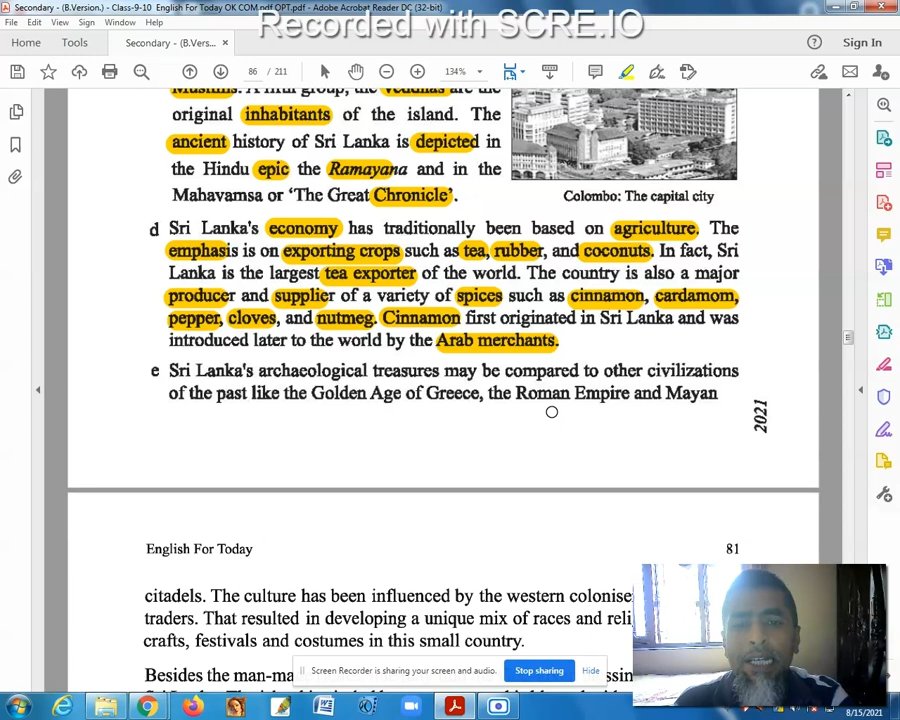 Secondary - (B.Version.) - Class-9-10 English For Today OK COM.pdf OPT.pdf - Adobe Acrobat Reader DC (32-bit)
Recorded with SCRE.IO
File Edit View Sign Window Help
Home Tools Secondary - (B.Vers... × Sign In
86 / 211 134%
Muslims. A fifth group, the Veddhas are the
original inhabitants of the island. The
ancient history of Sri Lanka is depicted in
the Hindu epic the Ramayana and in the
Mahavamsa or 'The Great Chronicle'.
Colombo: The capital city
d Sri Lanka's economy has traditionally been based on agriculture. The
emphasis is on exporting crops such as tea, rubber, and coconuts. In fact, Sri
Lanka is the largest tea exporter of the world. The country is also a major
producer and supplier of a variety of spices such as cinnamon, cardamom,
pepper, cloves, and nutmeg. Cinnamon first originated in Sri Lanka and was
introduced later to the world by the Arab merchants.
e Sri Lanka's archaeological treasures may be compared to other civilizations
of the past like the Golden Age of Greece, the Roman Empire and Mayan
2021
English For Today 81
citadels. The culture has been influenced by the western colonise
traders. That resulted in developing a unique mix of races and reli
crafts, festivals and costumes in this small country.
Besides the man-ma
Screen Recorder is sharing your screen and audio. Stop sharing Hide
8/15/2021